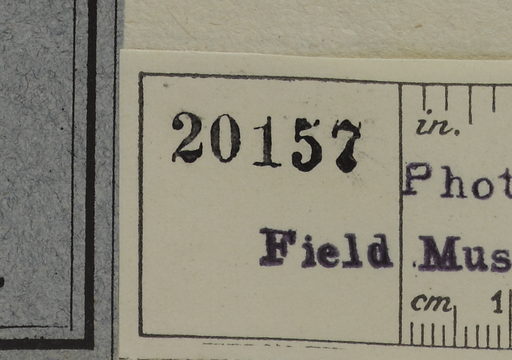 20157
in.
Phot
Field Mus
cm 1